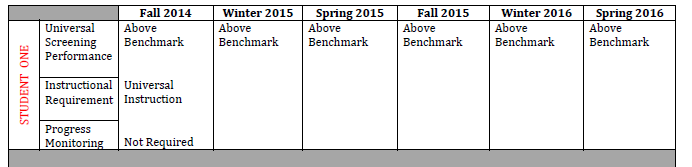 Fall 2014 Winter 2015 Spring 2015 Fall 2015 Winter 2016 Spring 2016
STUDENT ONE
Universal Above Above Above Above Above Above
Screening Benchmark Benchmark Benchmark Benchmark Benchmark Benchmark
Performance
Instructional Universal
Requirement Instruction
Progress
Monitoring Not Required